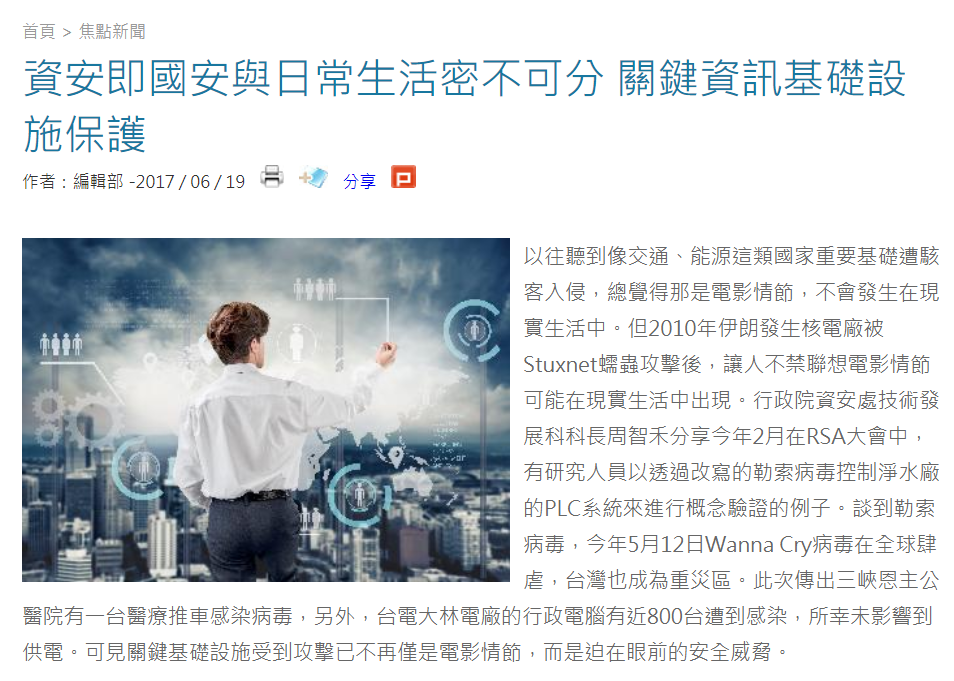 首頁 > 焦點新聞
資安即國安與日常生活密不可分 關鍵資訊基礎設
施保護
作者：編輯部 -2017 / 06 / 19 分享
以往聽到像交通、能源這類國家重要基礎遭駭
客入侵，總覺得那是電影情節，不會發生在現
實生活中。但2010年伊朗發生核電廠被
Stuxnet蠕蟲攻擊後，讓人不禁聯想電影情節
可能在現實生活中出現。行政院資安處技術發
展科科長周智禾分享今年2月在RSA大會中，
有研究人員以透過改寫的勒索病毒控制淨水廠
的PLC系統來進行概念驗證的例子。談到勒索
病毒，今年5月12日Wanna Cry病毒在全球肆
虐，台灣也成為重災區。此次傳出三峽恩主公
醫院有一台醫療推車感染病毒，另外，台電大林電廠的行政電腦有近800台遭到感染，所幸未影響到
供電。可見關鍵基礎設施受到攻擊已不再僅是電影情節，而是迫在眼前的安全威脅。